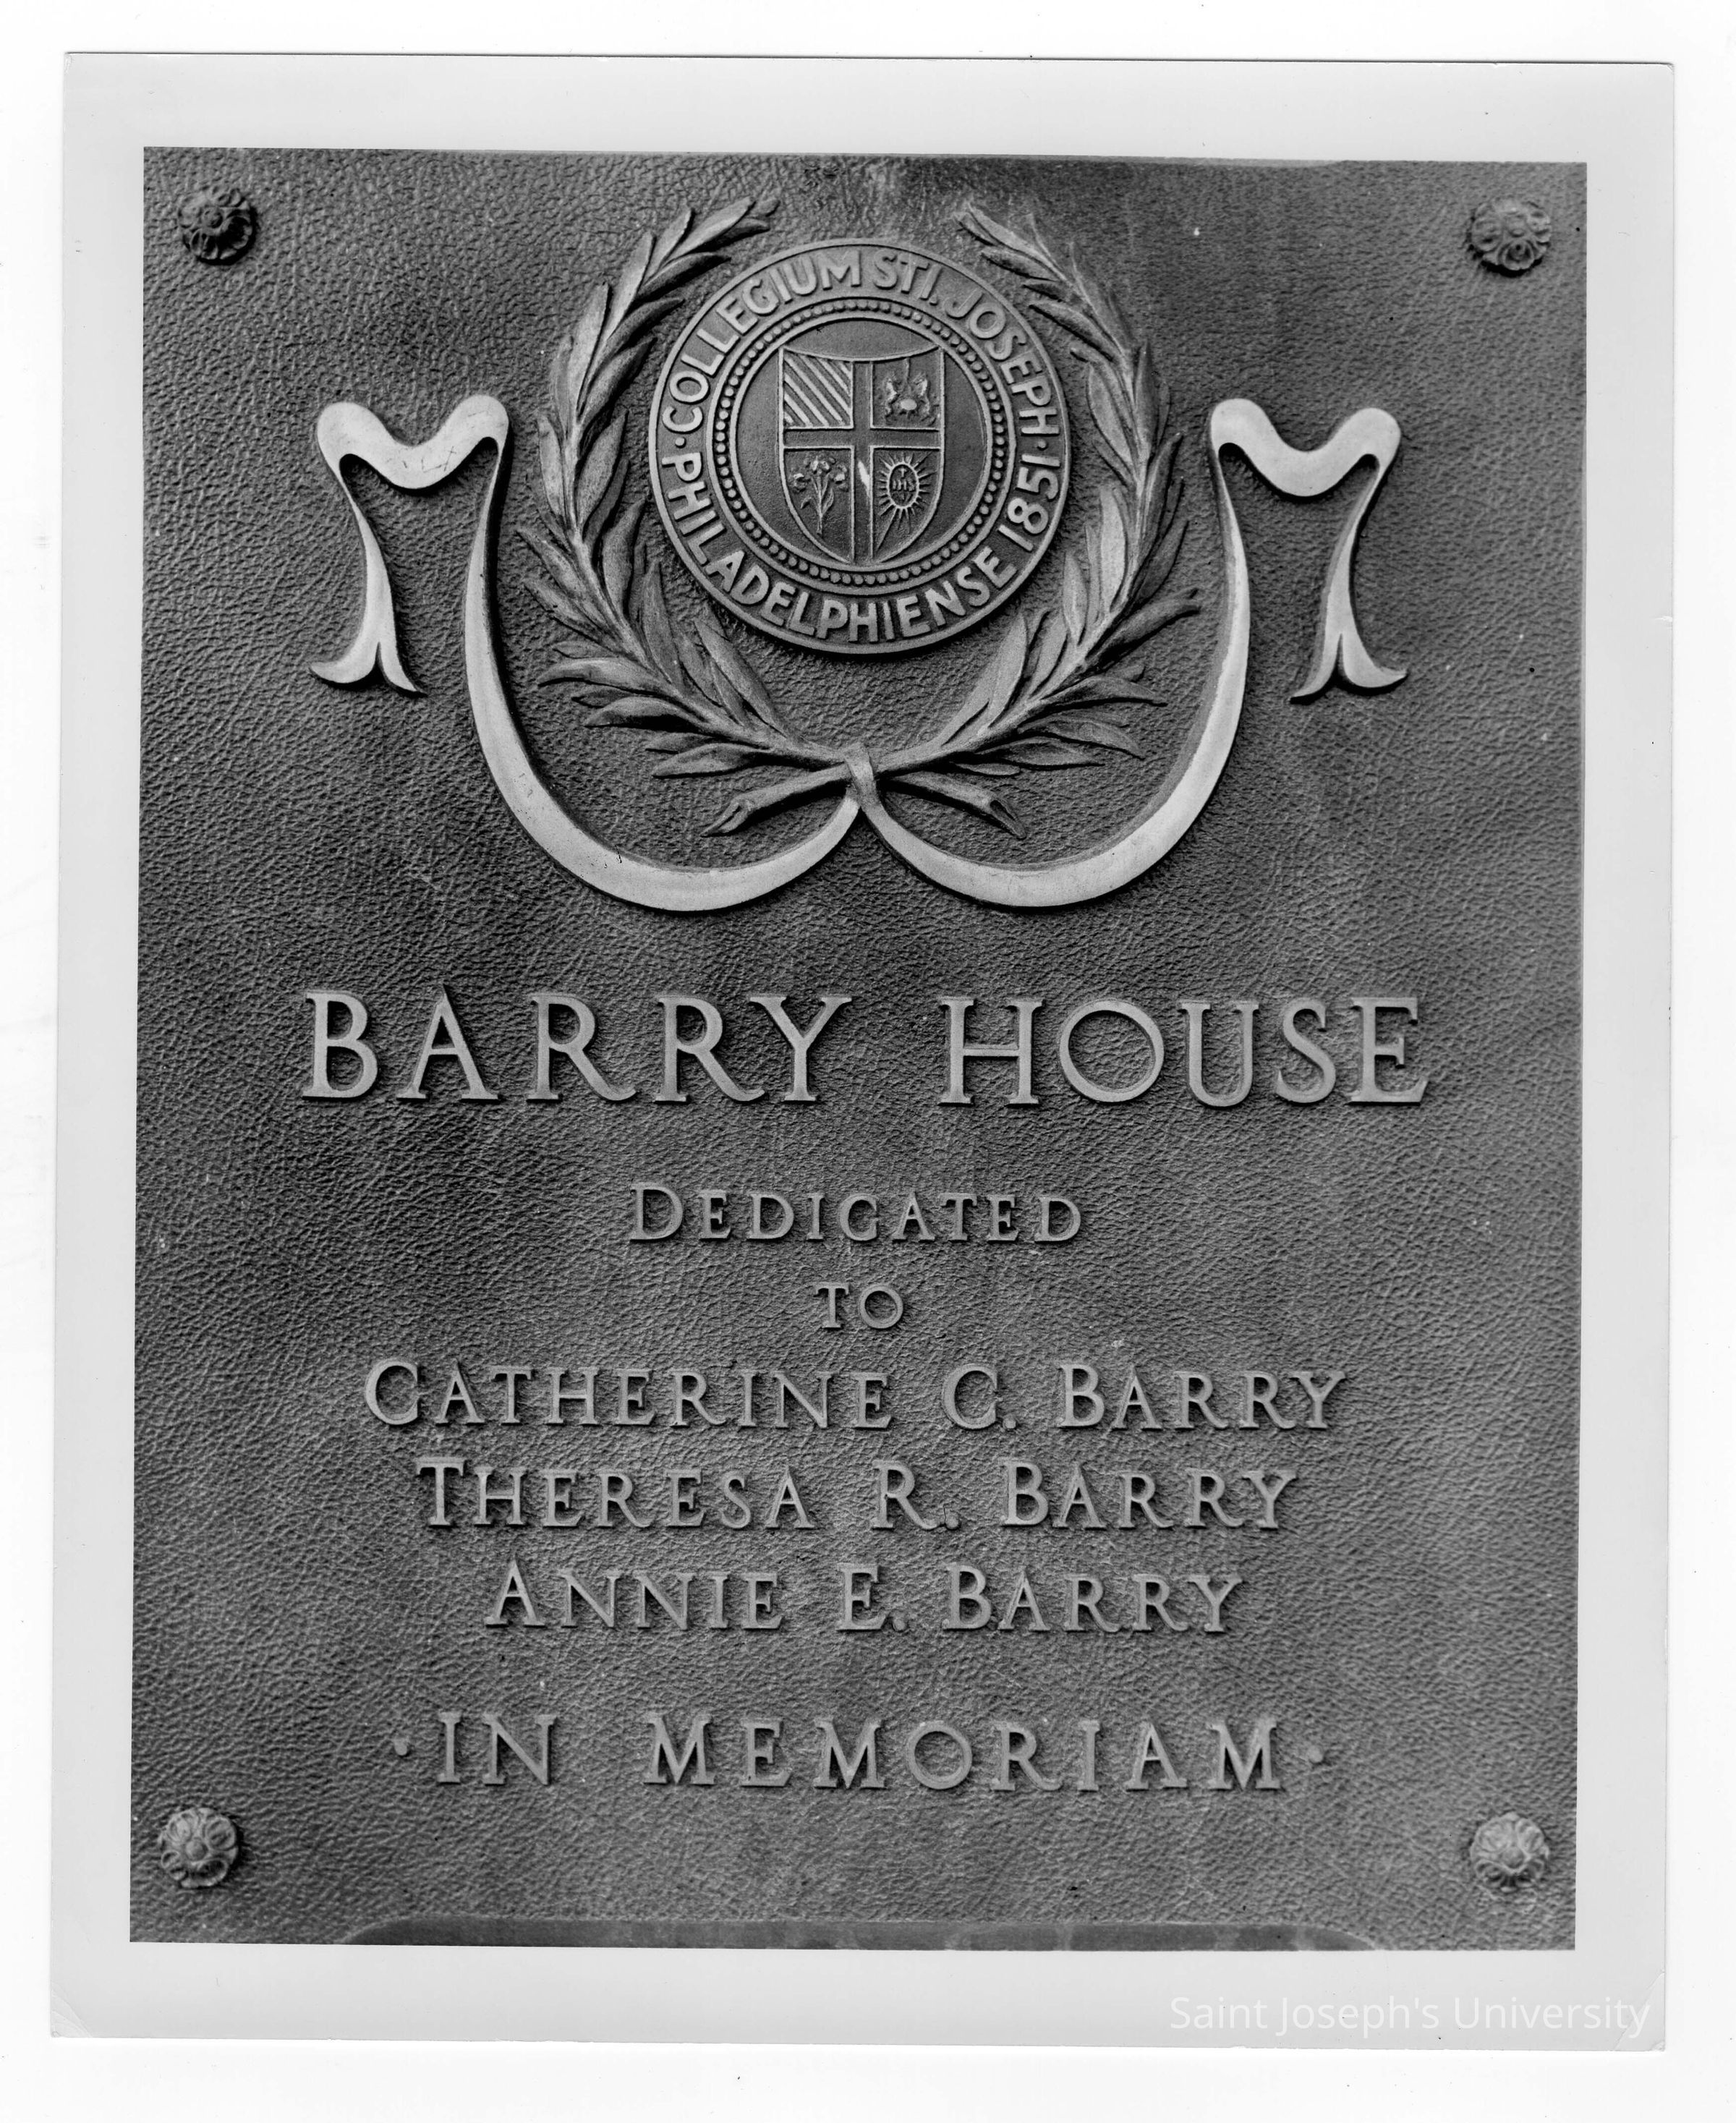 ·COLLEGIUM STI. JOSEPH·
PHILADELPHIENSE 1851
IHS
BARRY HOUSE
DEDICATED
TO
CATHERINE C. BARRY
THERESA R. BARRY
ANNIE E. BARRY
·IN MEMORIAM·
Saint Joseph's University